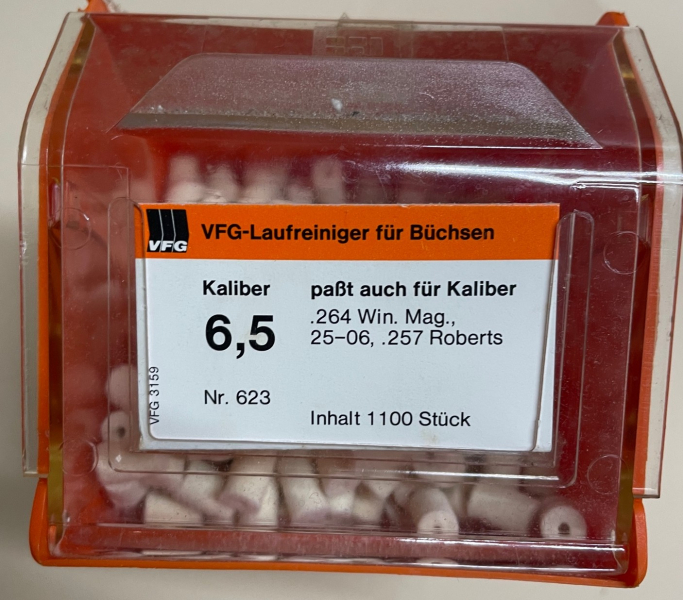 VFG
VFG-Laufreiniger für Büchsen
Kaliber
6,5
Nr. 623
paßt auch für Kaliber
.264 Win. Mag.,
25–06, .257 Roberts
Inhalt 1100 Stück
VFG 3159